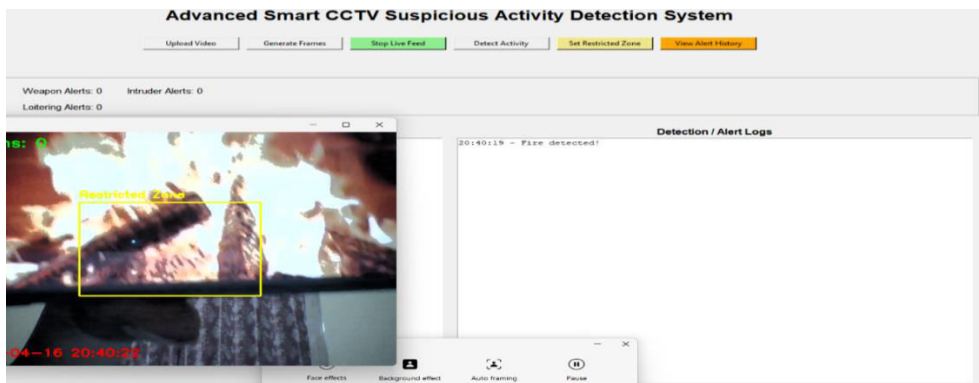 Advanced Smart CCTV Suspicious Activity Detection System
Upload Video Generate Frames Stop Live Feed Detect Activity Set Restricted Zone View Alert History
Weapon Alerts: 0 Intruder Alerts: 0
Loitering Alerts: 0
Detection / Alert Logs
20:40:19 - Fire detected!
ns: 0
Restricted Zone
-04-16 20:40:22
Face effects Background effect Auto framing Pause